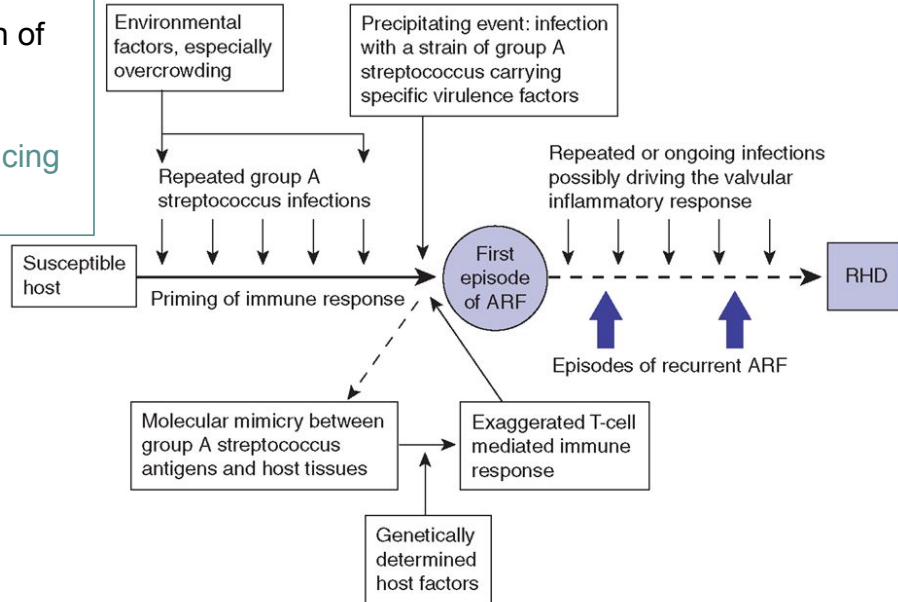 n of
cing
Environmental
factors, especially
overcrowding
Precipitating event: infection
with a strain of group A
streptococcus carrying
specific virulence factors
Repeated group A
streptococcus infections
Repeated or ongoing infections
possibly driving the valvular
inflammatory response
Susceptible
host
Priming of immune response
First
episode
of ARF
RHD
Episodes of recurrent ARF
Molecular mimicry between
group A streptococcus
antigens and host tissues
Exaggerated T-cell
mediated immune
response
Genetically
determined
host factors